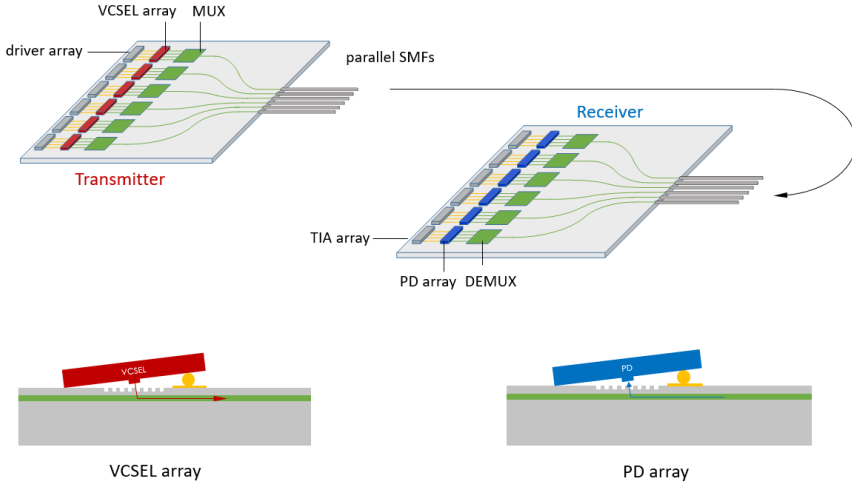 VCSEL array
MUX
driver array
parallel SMFs
Receiver
Transmitter
TIA array
PD array
DEMUX
VCSEL
PD
VCSEL array
PD array